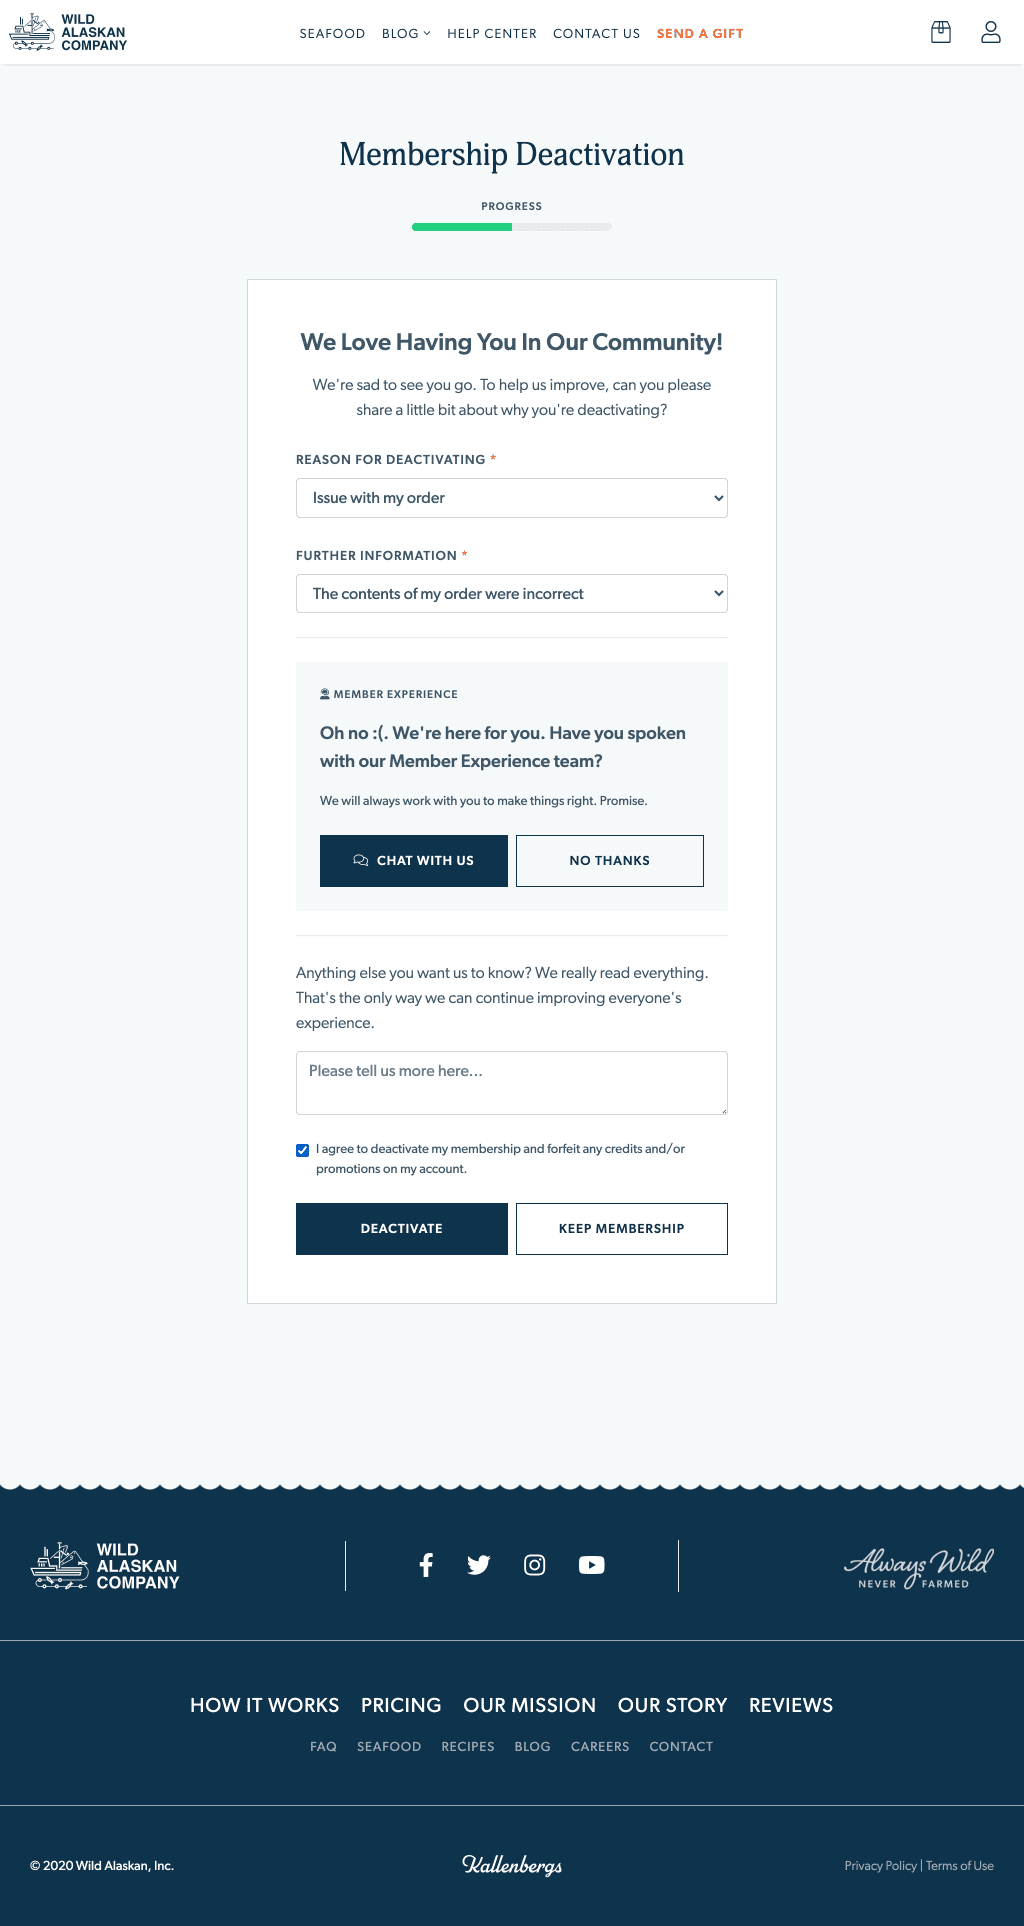 WILD
ALASKAN
COMPANY
SEAFOOD BLOG HELP CENTER CONTACT US SEND A GIFT
Membership Deactivation
PROGRESS
We Love Having You In Our Community!
We're sad to see you go. To help us improve, can you please
share a little bit about why you're deactivating?
REASON FOR DEACTIVATING *
Issue with my order
FURTHER INFORMATION *
The contents of my order were incorrect
MEMBER EXPERIENCE
Oh no :(. We're here for you. Have you spoken
with our Member Experience team?
We will always work with you to make things right. Promise.
CHAT WITH US NO THANKS
Anything else you want us to know? We really read everything.
That's the only way we can continue improving everyone's
experience.
Please tell us more here...
I agree to deactivate my membership and forfeit any credits and/or
promotions on my account.
DEACTIVATE KEEP MEMBERSHIP
WILD
ALASKAN
COMPANY
Always Wild
NEVER FARMED
HOW IT WORKS PRICING OUR MISSION OUR STORY REVIEWS
FAQ SEAFOOD RECIPES BLOG CAREERS CONTACT
© 2020 Wild Alaskan, Inc. Kallenbergs Privacy Policy | Terms of Use